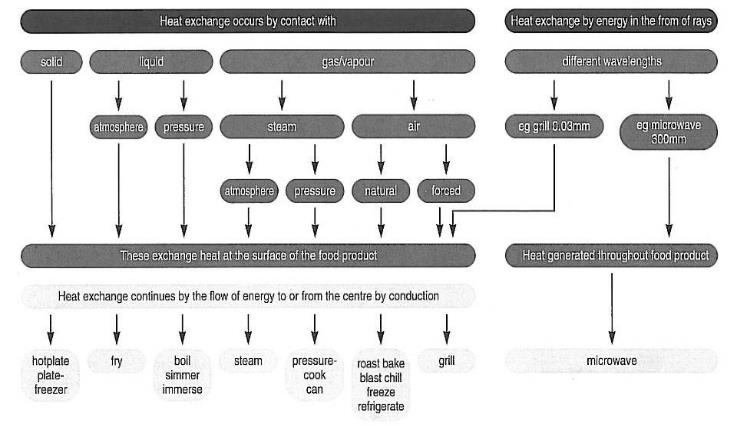 Heat exchange occurs by contact with
Heat exchange by energy in the from of rays
solid
liquid
gas/vapour
different wavelengths
atmosphere
pressure
steam
air
eg grill 0.03mm
eg microwave
300mm
atmosphere
pressure
natural
forced
These exchange heat at the surface of the food product
Heat generated throughout food product
Heat exchange continues by the flow of energy to or from the centre by conduction
hotplate
plate-
freezer
fry
boil
simmer
immerse
steam
pressure-
cook
can
roast bake
blast chill
freeze
refrigerate
grill
microwave